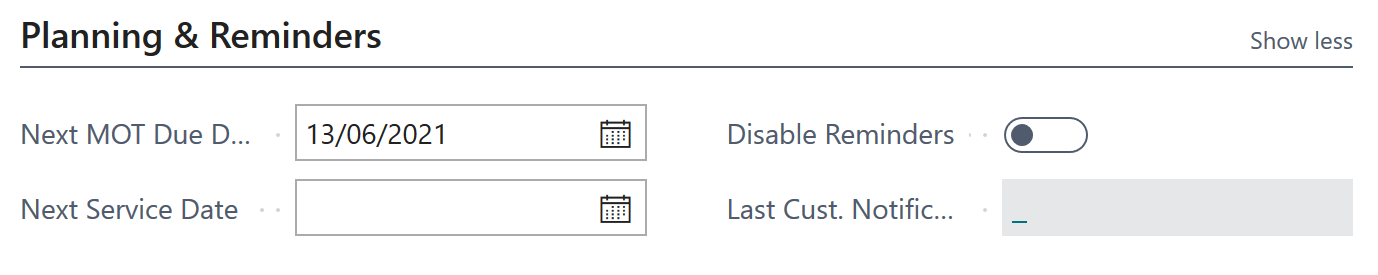 Planning & Reminders
Show less
Next MOT Due D...
13/06/2021
Disable Reminders
Next Service Date
Last Cust. Notific...
_